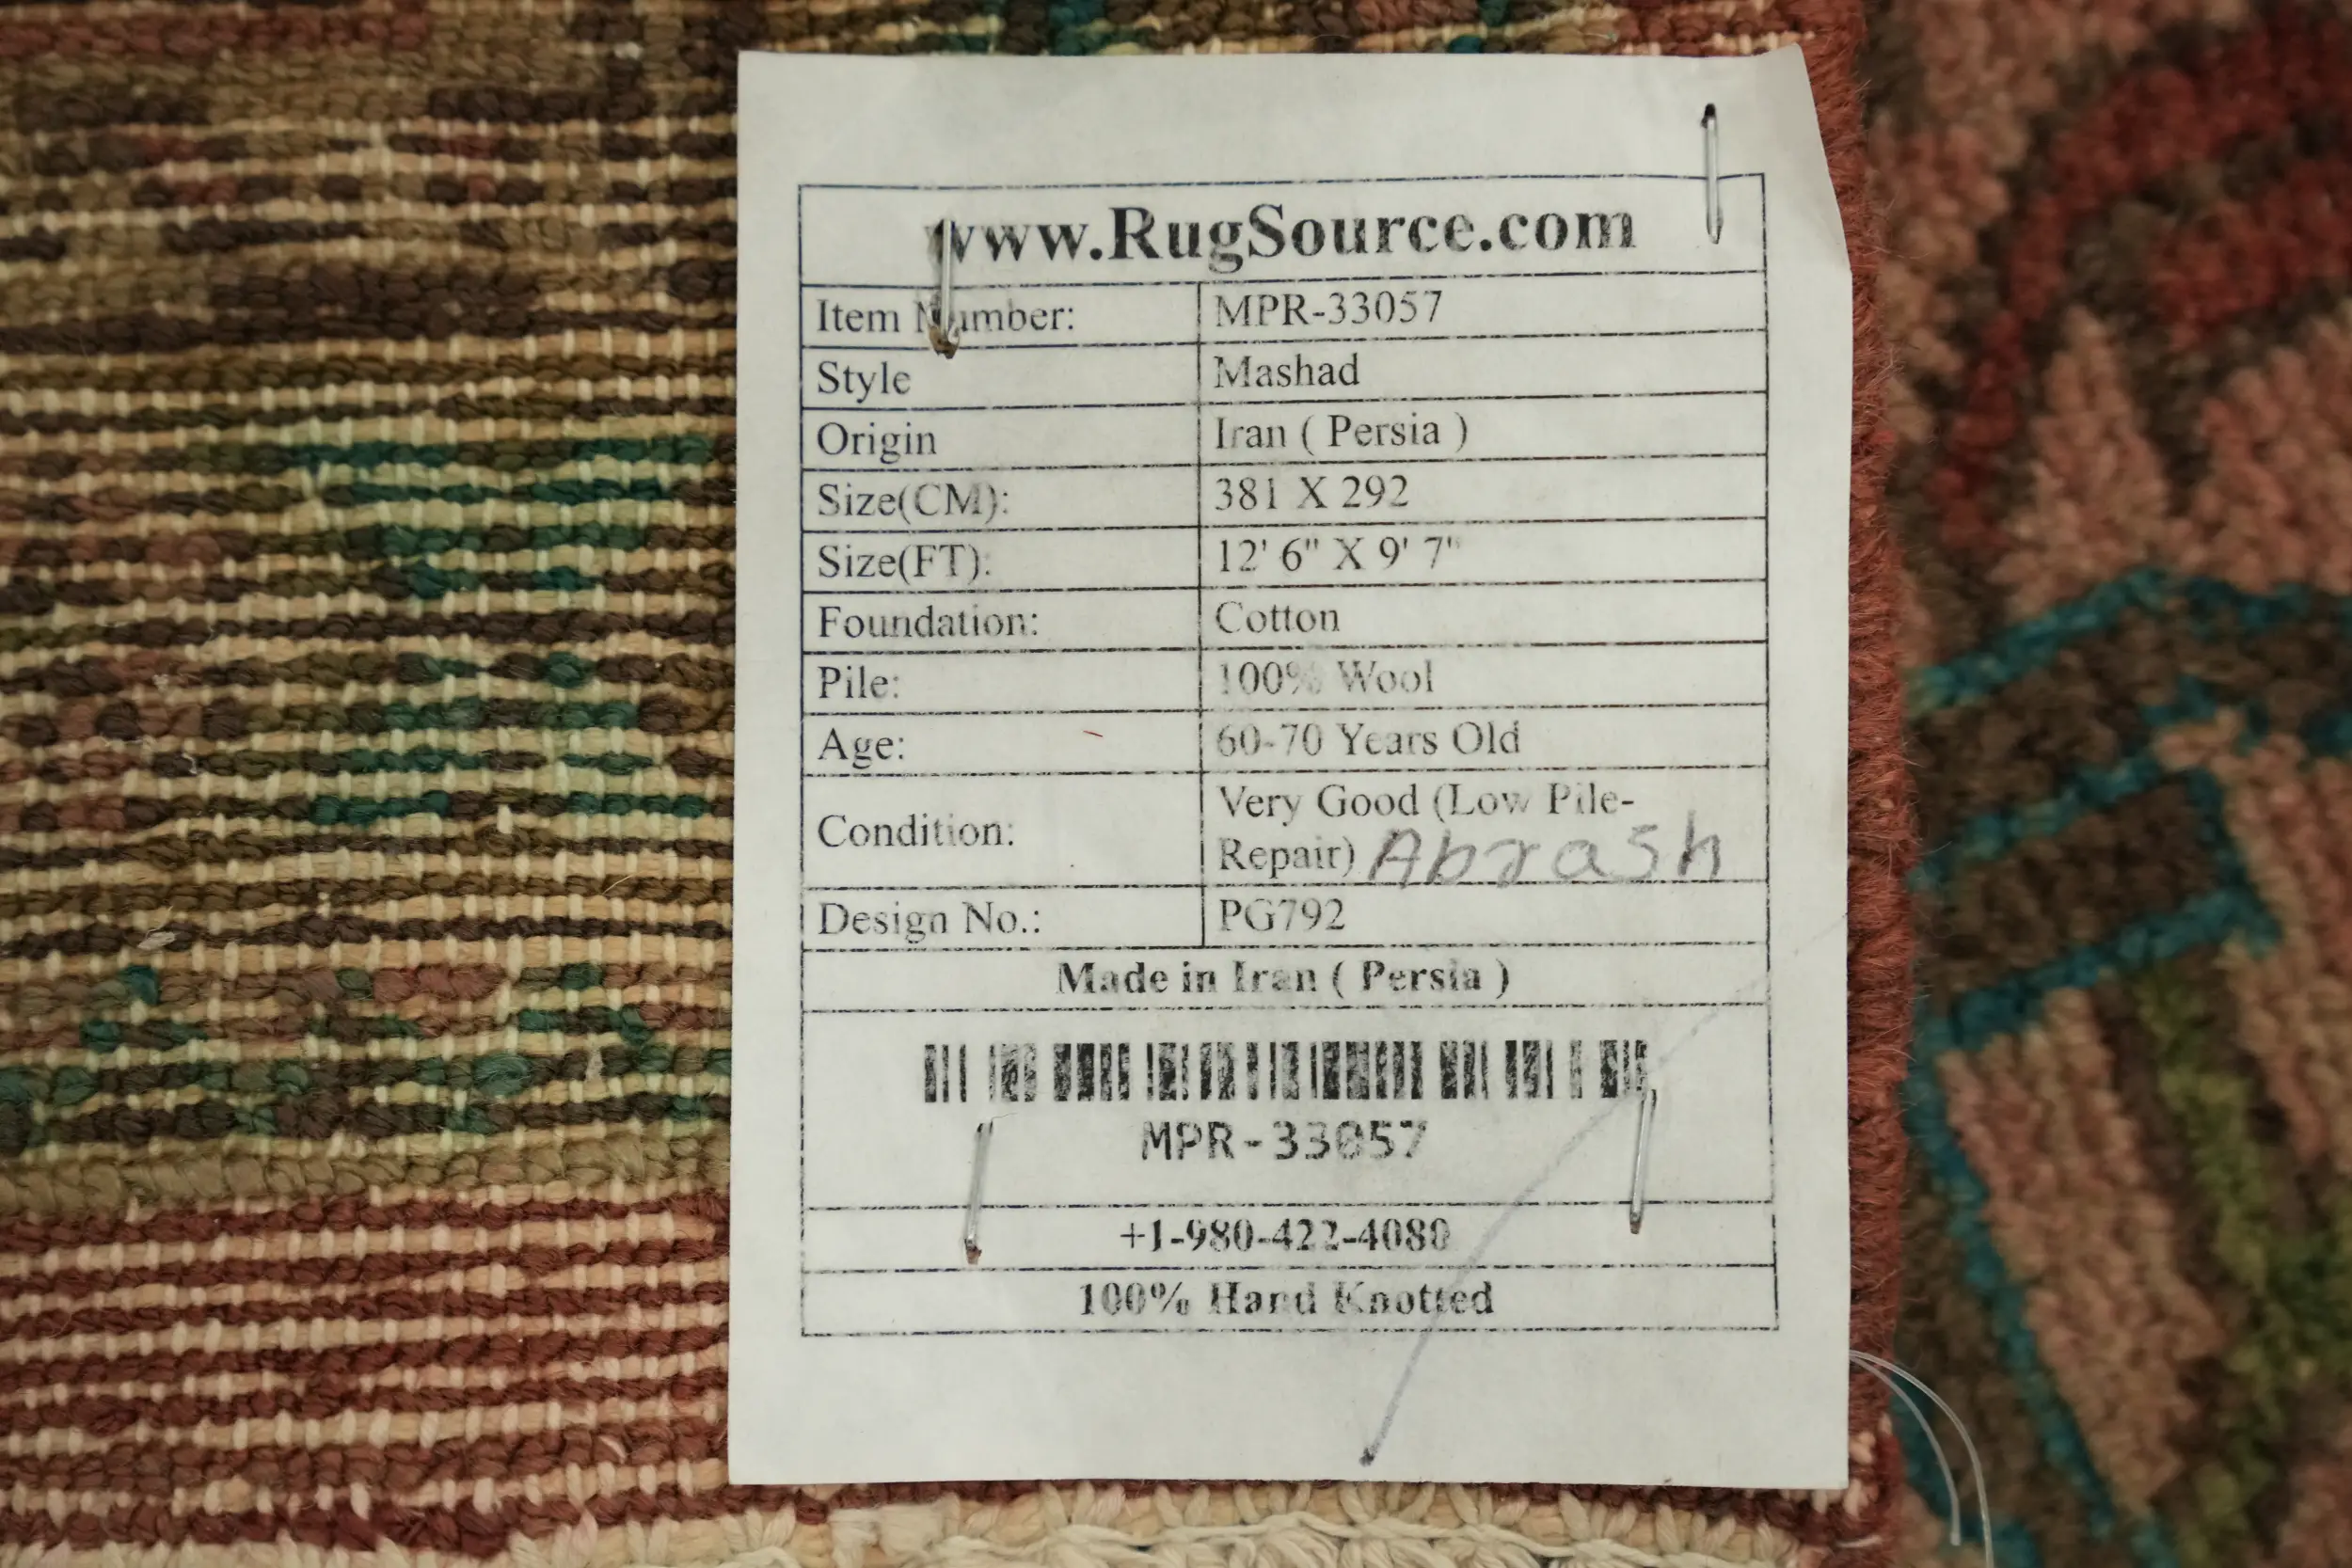 www.RugSource.com
Item Number: MPR-33057
Style Mashad
Origin Iran ( Persia )
Size(CM): 381 X 292
Size(FT): 12' 6" X 9' 7"
Foundation: Cotton
Pile: 100% Wool
Age: 60-70 Years Old
Condition: Very Good (Low Pile-
Repair) Abrash
Design No.: PG792
Made in Iran ( Persia )
MPR-33057
+1-980-422-4080
100% Hand Knotted